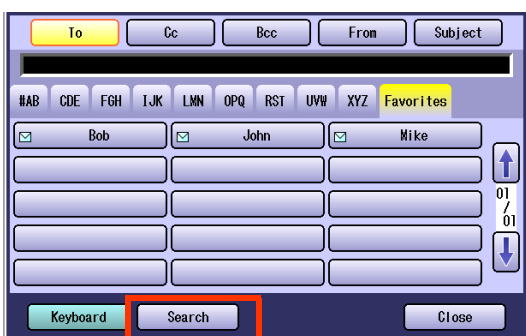 To Cc Bcc From Subject
#AB CDE FGH IJK LMN OPQ RST UVW XYZ Favorites
Bob John Mike
01
/
01
Keyboard Search Close